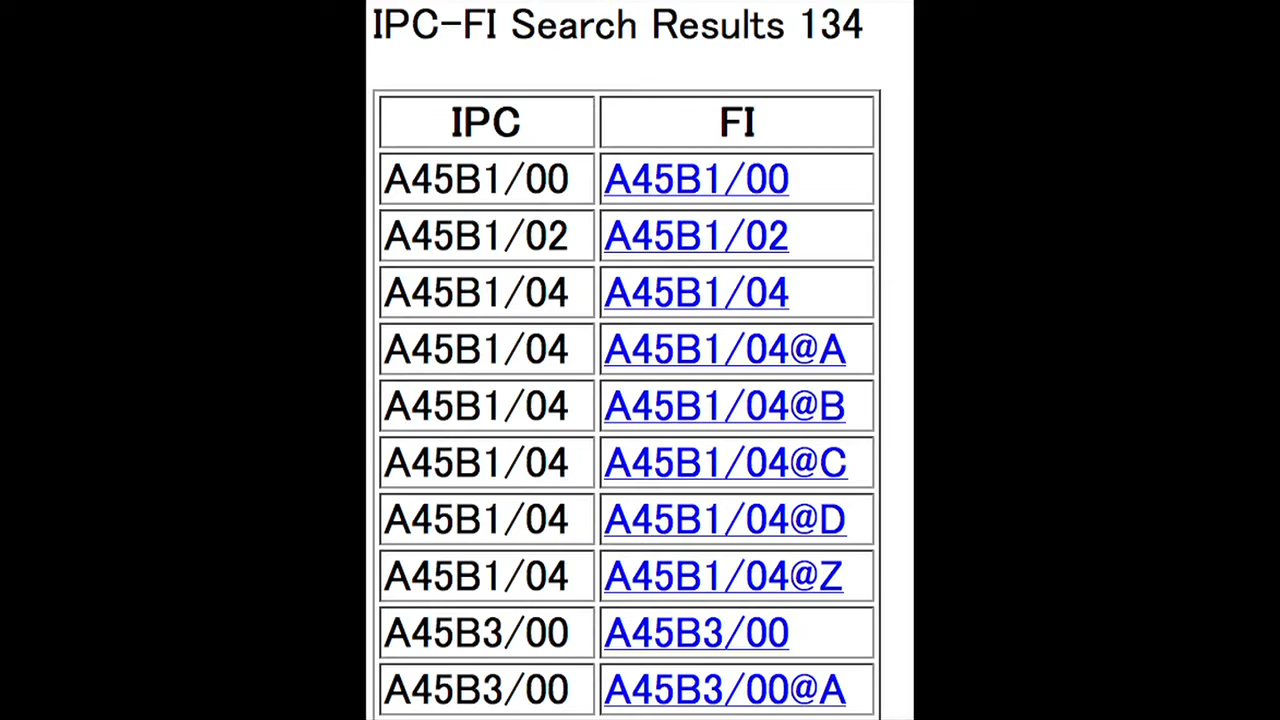 IPC-FI Search Results 134
IPC FI
A45B1/00 A45B1/00
A45B1/02 A45B1/02
A45B1/04 A45B1/04
A45B1/04 A45B1/04@A
A45B1/04 A45B1/04@B
A45B1/04 A45B1/04@C
A45B1/04 A45B1/04@D
A45B1/04 A45B1/04@Z
A45B3/00 A45B3/00
A45B3/00 A45B3/00@A